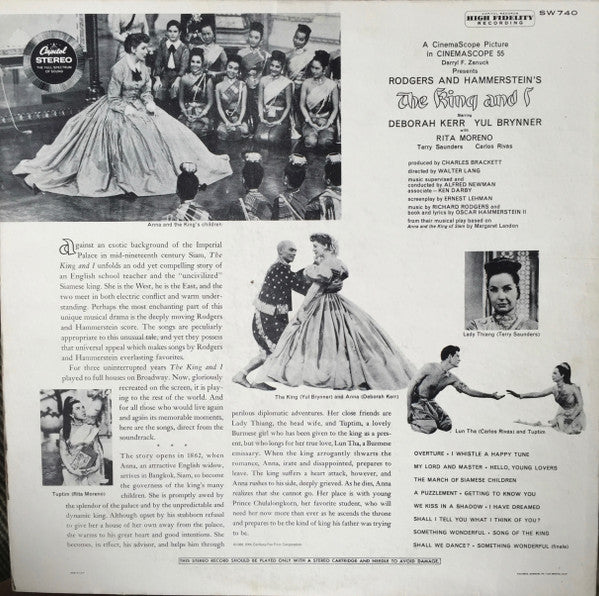 CAPITOL RECORDS
HIGH FIDELITY
RECORDING
SW 740
Capitol
STEREO
THE FULL SPECTRUM
OF SOUND
A CinemaScope Picture
in CINEMASCOPE 55
Darryl F. Zanuck
Presents
RODGERS AND HAMMERSTEIN'S
The King and I
starring
DEBORAH KERR YUL BRYNNER
with
RITA MORENO
Terry Saunders Carlos Rivas
produced by CHARLES BRACKETT
directed by WALTER LANG
music supervised and
conducted by ALFRED NEWMAN
associate • KEN DARBY
screenplay by ERNEST LEHMAN
music by RICHARD RODGERS and
book and lyrics by OSCAR HAMMERSTEIN II
from their musical play based on
Anna and the King of Siam by Margaret Landon
Anna and the King's children
against an exotic background of the Imperial
Palace in mid-nineteenth century Siam, The
King and I unfolds an odd yet compelling story of
an English school teacher and the "uncivilized"
Siamese king. She is the West, he is the East, and the
two meet in both electric conflict and warm under-
standing. Perhaps the most enchanting part of this
unique musical drama is the deeply moving Rodgers
and Hammerstein score. The songs are peculiarly
appropriate to this unusual tale, and yet they possess
that universal appeal which makes songs by Rodgers
and Hammerstein everlasting favorites.
For three uninterrupted years The King and I
played to full houses on Broadway. Now, gloriously
recreated on the screen, it is play-
ing to the rest of the world. And
for all those who would live again
and again its memorable moments,
here are the songs, direct from the
soundtrack.
* * *
The story opens in 1862, when
Anna, an attractive English widow,
arrives in Bangkok, Siam, to become
the governess of the king's many
children. She is promptly awed by
the splendor of the palace and by the unpredictable and
dynamic king. Although upset by his stubborn refusal
to give her a house of her own away from the palace,
she warms to his great heart and good intentions. She
becomes, in effect, his advisor, and helps him through
Tuptim (Rita Moreno)
The King (Yul Brynner) and Anna (Deborah Kerr)
perilous diplomatic adventures. Her close friends are
Lady Thiang, the head wife, and Tuptim, a lovely
Burmese girl who has been given to the king as a pres-
ent, but who longs for her true love, Lun Tha, a Burmese
emissary. When the king arrogantly thwarts the
romance, Anna, irate and disappointed, prepares to
leave. The king suffers a heart attack, however, and
Anna rushes to his side, deeply grieved. As he dies, Anna
realizes that she cannot go. Her place is with young
Prince Chulalongkorn, her favorite student, who will
need her now more than ever as he ascends the throne
and prepares to be the kind of king his father was trying
to be.
Lady Thiang (Terry Saunders)
Lun Tha (Carlos Rivas) and Tuptim
OVERTURE • I WHISTLE A HAPPY TUNE
MY LORD AND MASTER • HELLO, YOUNG LOVERS
THE MARCH OF SIAMESE CHILDREN
A PUZZLEMENT • GETTING TO KNOW YOU
WE KISS IN A SHADOW • I HAVE DREAMED
SHALL I TELL YOU WHAT I THINK OF YOU?
SOMETHING WONDERFUL • SONG OF THE KING
SHALL WE DANCE? • SOMETHING WONDERFUL (finale)
THIS STEREO RECORD SHOULD BE PLAYED ONLY WITH A STEREO CARTRIDGE AND NEEDLE TO AVOID DAMAGE.